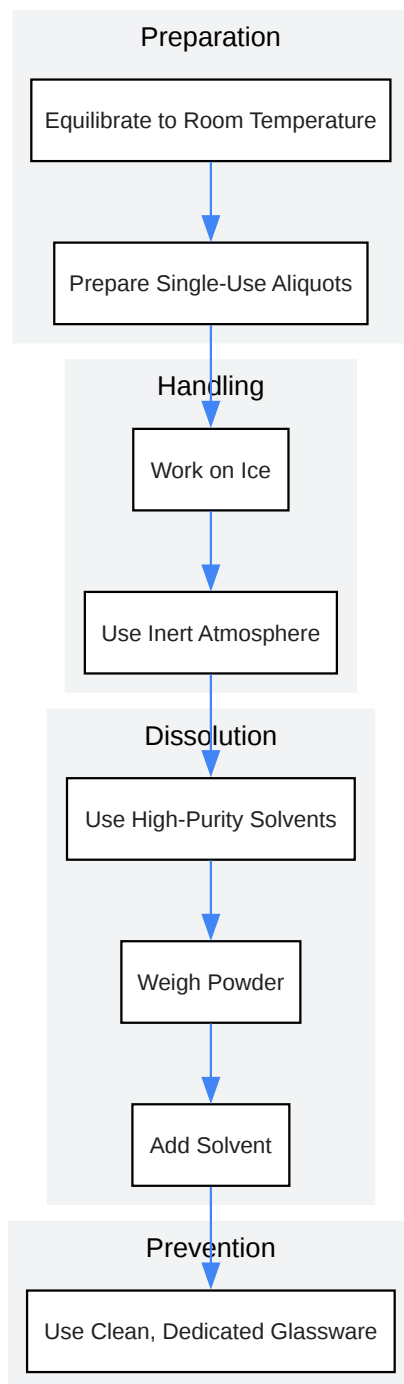 Preparation
Equilibrate to Room Temperature
Prepare Single-Use Aliquots
Handling
Work on Ice
Use Inert Atmosphere
Dissolution
Use High-Purity Solvents
Weigh Powder
Add Solvent
Prevention
Use Clean, Dedicated Glassware